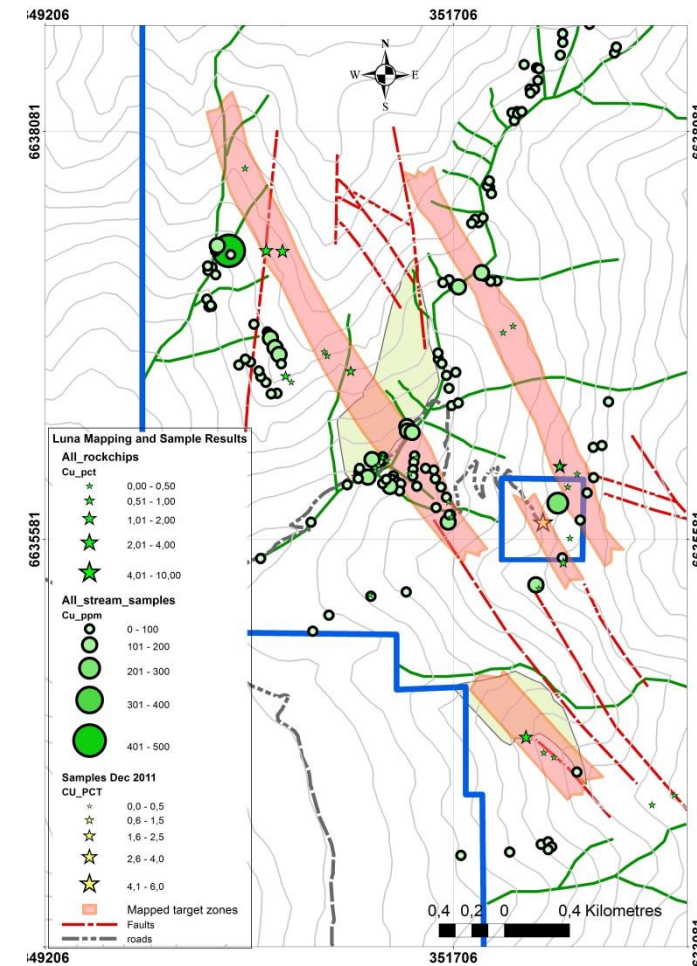 649206
351706
N
W
E
S
6638081
6638081
Luna Mapping and Sample Results
All_rockchips
Cu_pct
0,00 - 0,50
0,51 - 1,00
1,01 - 2,00
2,01 - 4,00
4,01 - 10,00
6635581
6635581
All_stream_samples
Cu_ppm
0 - 100
101 - 200
201 - 300
301 - 400
401 - 500
Samples Dec 2011
CU_PCT
0,0 - 0,5
0,6 - 1,5
1,6 - 2,5
2,6 - 4,0
4,1 - 6,0
Mapped target zones
Faults
roads
0,4 0,2 0 0,4 Kilometres
649206
351706